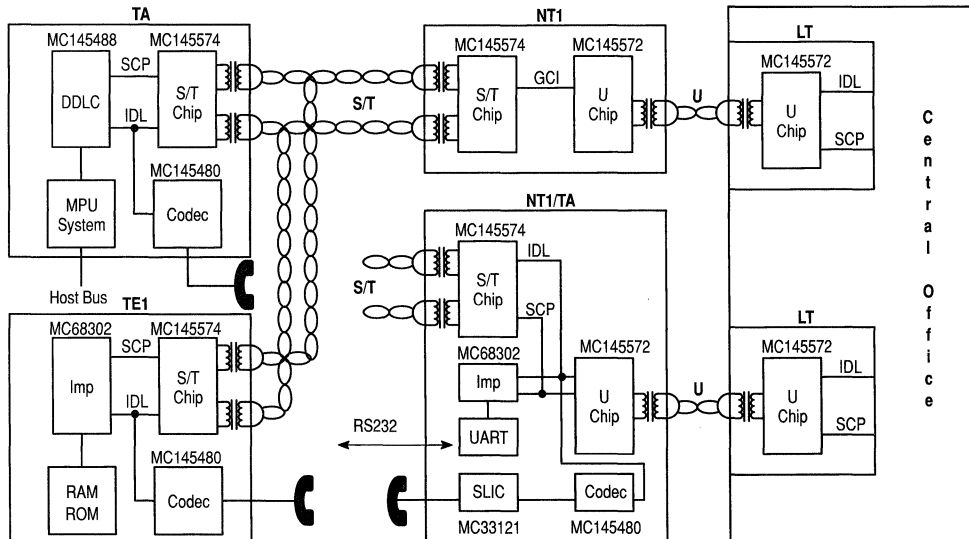 TA
MC145488
MC145574
SCP
DDLC
S/T
Chip
IDL
MC145480
MPU
System
Codec
Host Bus
S/T
NT1
MC145574
MC145572
GCI
S/T
Chip
U
Chip
U
LT
MC145572
IDL
U
Chip
SCP
Central Office
TE1
MC68302
MC145574
SCP
Imp
S/T
Chip
IDL
MC145480
RAM
ROM
Codec
NT1/TA
MC145574
IDL
S/T
S/T
Chip
SCP
MC68302
MC145572
Imp
U
Chip
RS232
UART
SLIC
Codec
MC33121
MC145480
U
LT
MC145572
IDL
U
Chip
SCP